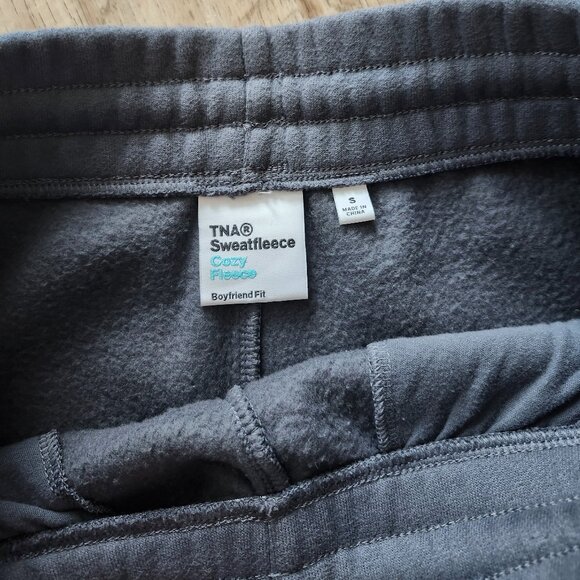 TNA®
Sweatfleece
Cozy
Fleece
Boyfriend Fit
S
MADE IN
CHINA